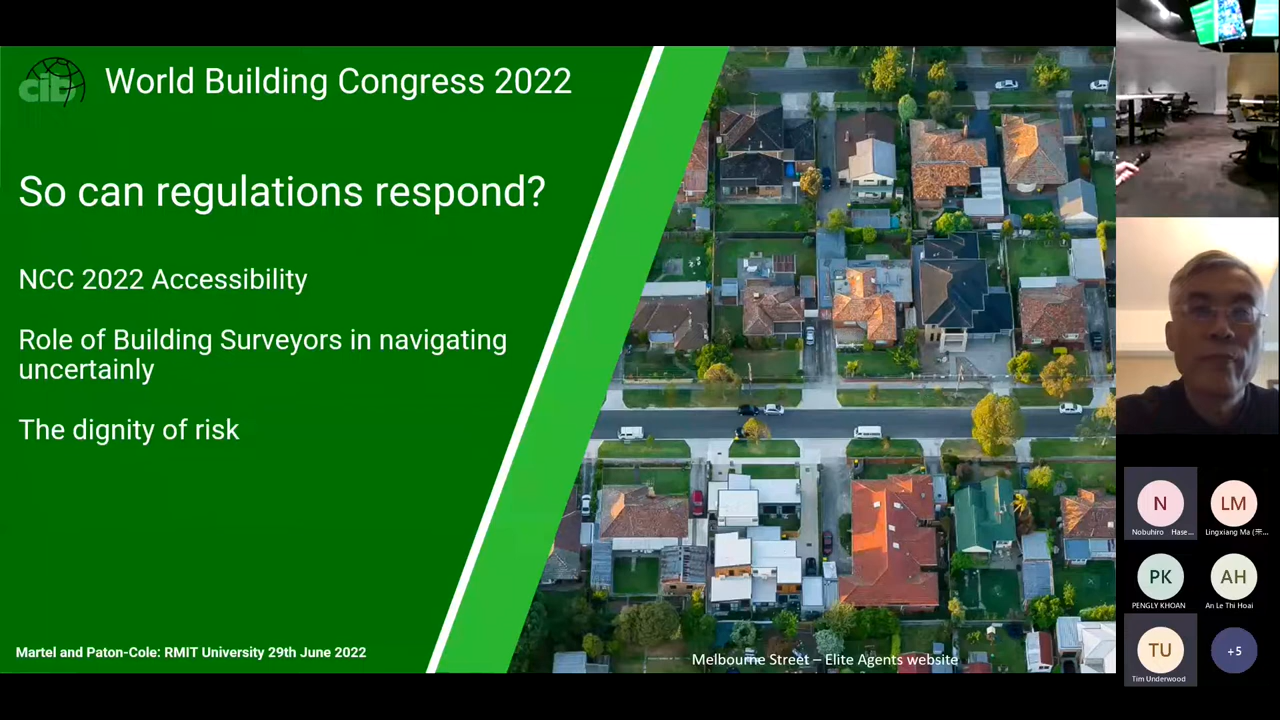 cib
World Building Congress 2022
So can regulations respond?
NCC 2022 Accessibility
Role of Building Surveyors in navigating
uncertainly
The dignity of risk
Martel and Paton-Cole: RMIT University 29th June 2022
Melbourne Street – Elite Agents website
N
Nobuhiro Hase...
LM
Lingxiang Ma (...
PK
PENGLY KHOAN
AH
An Le Thi Hoai
TU
Tim Underwood
+5